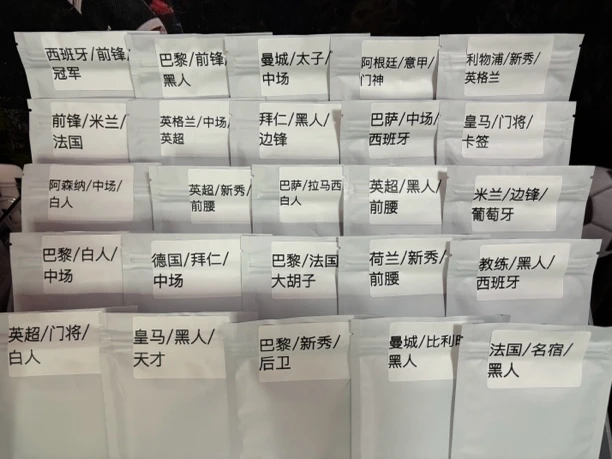 西班牙/前锋/
冠军
巴黎/前锋/
黑人
曼城/太子/
中场
阿根廷/意甲/
门神
利物浦/新秀/
英格兰
前锋/米兰/
法国
英格兰/中场/
英超
拜仁/黑人/
边锋
巴萨/中场/
西班牙
皇马/门将/
卡签
阿森纳/中场/
白人
英超/新秀/
前腰
巴萨/拉马西
白人
英超/黑人/
前腰
米兰/边锋/
葡萄牙
巴黎/白人/
中场
德国/拜仁/
中场
巴黎/法国
大胡子
荷兰/新秀/
前腰
教练/黑人/
西班牙
英超/门将/
白人
皇马/黑人/
天才
巴黎/新秀/
后卫
曼城/比利
黑人
法国/名宿/
黑人